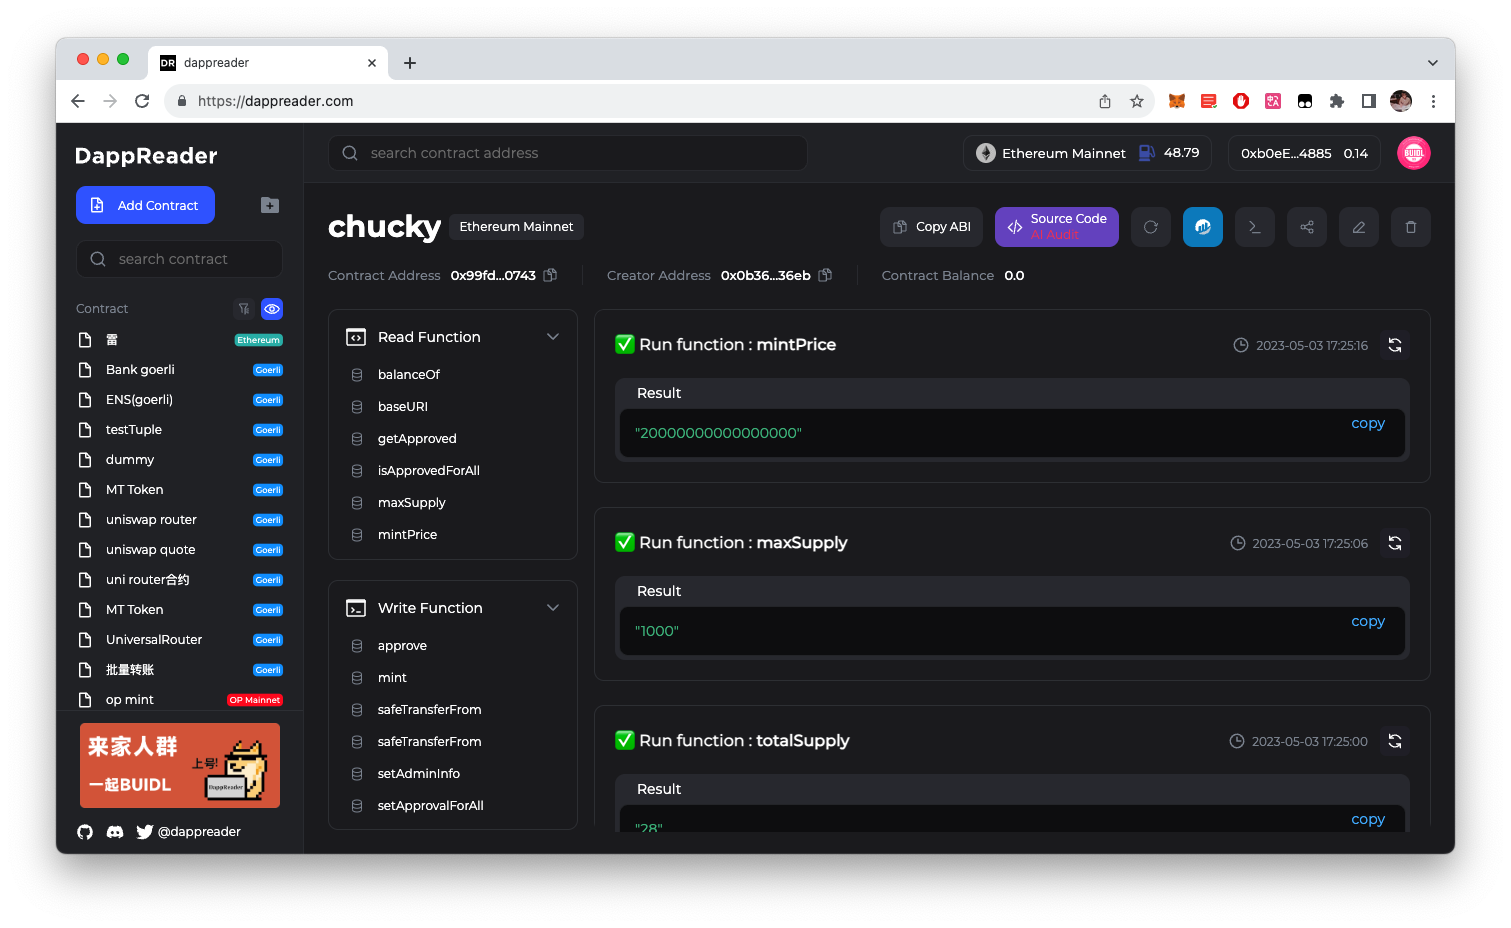 DR dappreader
https://dappreader.com
DappReader
search contract address
Ethereum Mainnet 48.79
0xb0eE...4885 0.14
BUIDL
Add Contract
search contract
Contract
雷 Ethereum
Bank goerli Goerli
ENS(goerli) Goerli
testTuple Goerli
dummy Goerli
MT Token Goerli
uniswap router Goerli
uniswap quote Goerli
uni router合约 Goerli
MT Token Goerli
UniversalRouter Goerli
批量转账 Goerli
op mint OP Mainnet
来家人群
一起BUIDL
上号!
DappReader
@dappreader
chucky Ethereum Mainnet
Copy ABI
Source Code
AI Audit
Contract Address 0x99fd...0743
Creator Address 0x0b36...36eb
Contract Balance 0.0
Read Function
balanceOf
baseURI
getApproved
isApprovedForAll
maxSupply
mintPrice
Write Function
approve
mint
safeTransferFrom
safeTransferFrom
setAdminInfo
setApprovalForAll
Run function : mintPrice 2023-05-03 17:25:16
Result
"20000000000000000" copy
Run function : maxSupply 2023-05-03 17:25:06
Result
"1000" copy
Run function : totalSupply 2023-05-03 17:25:00
Result
"28" copy